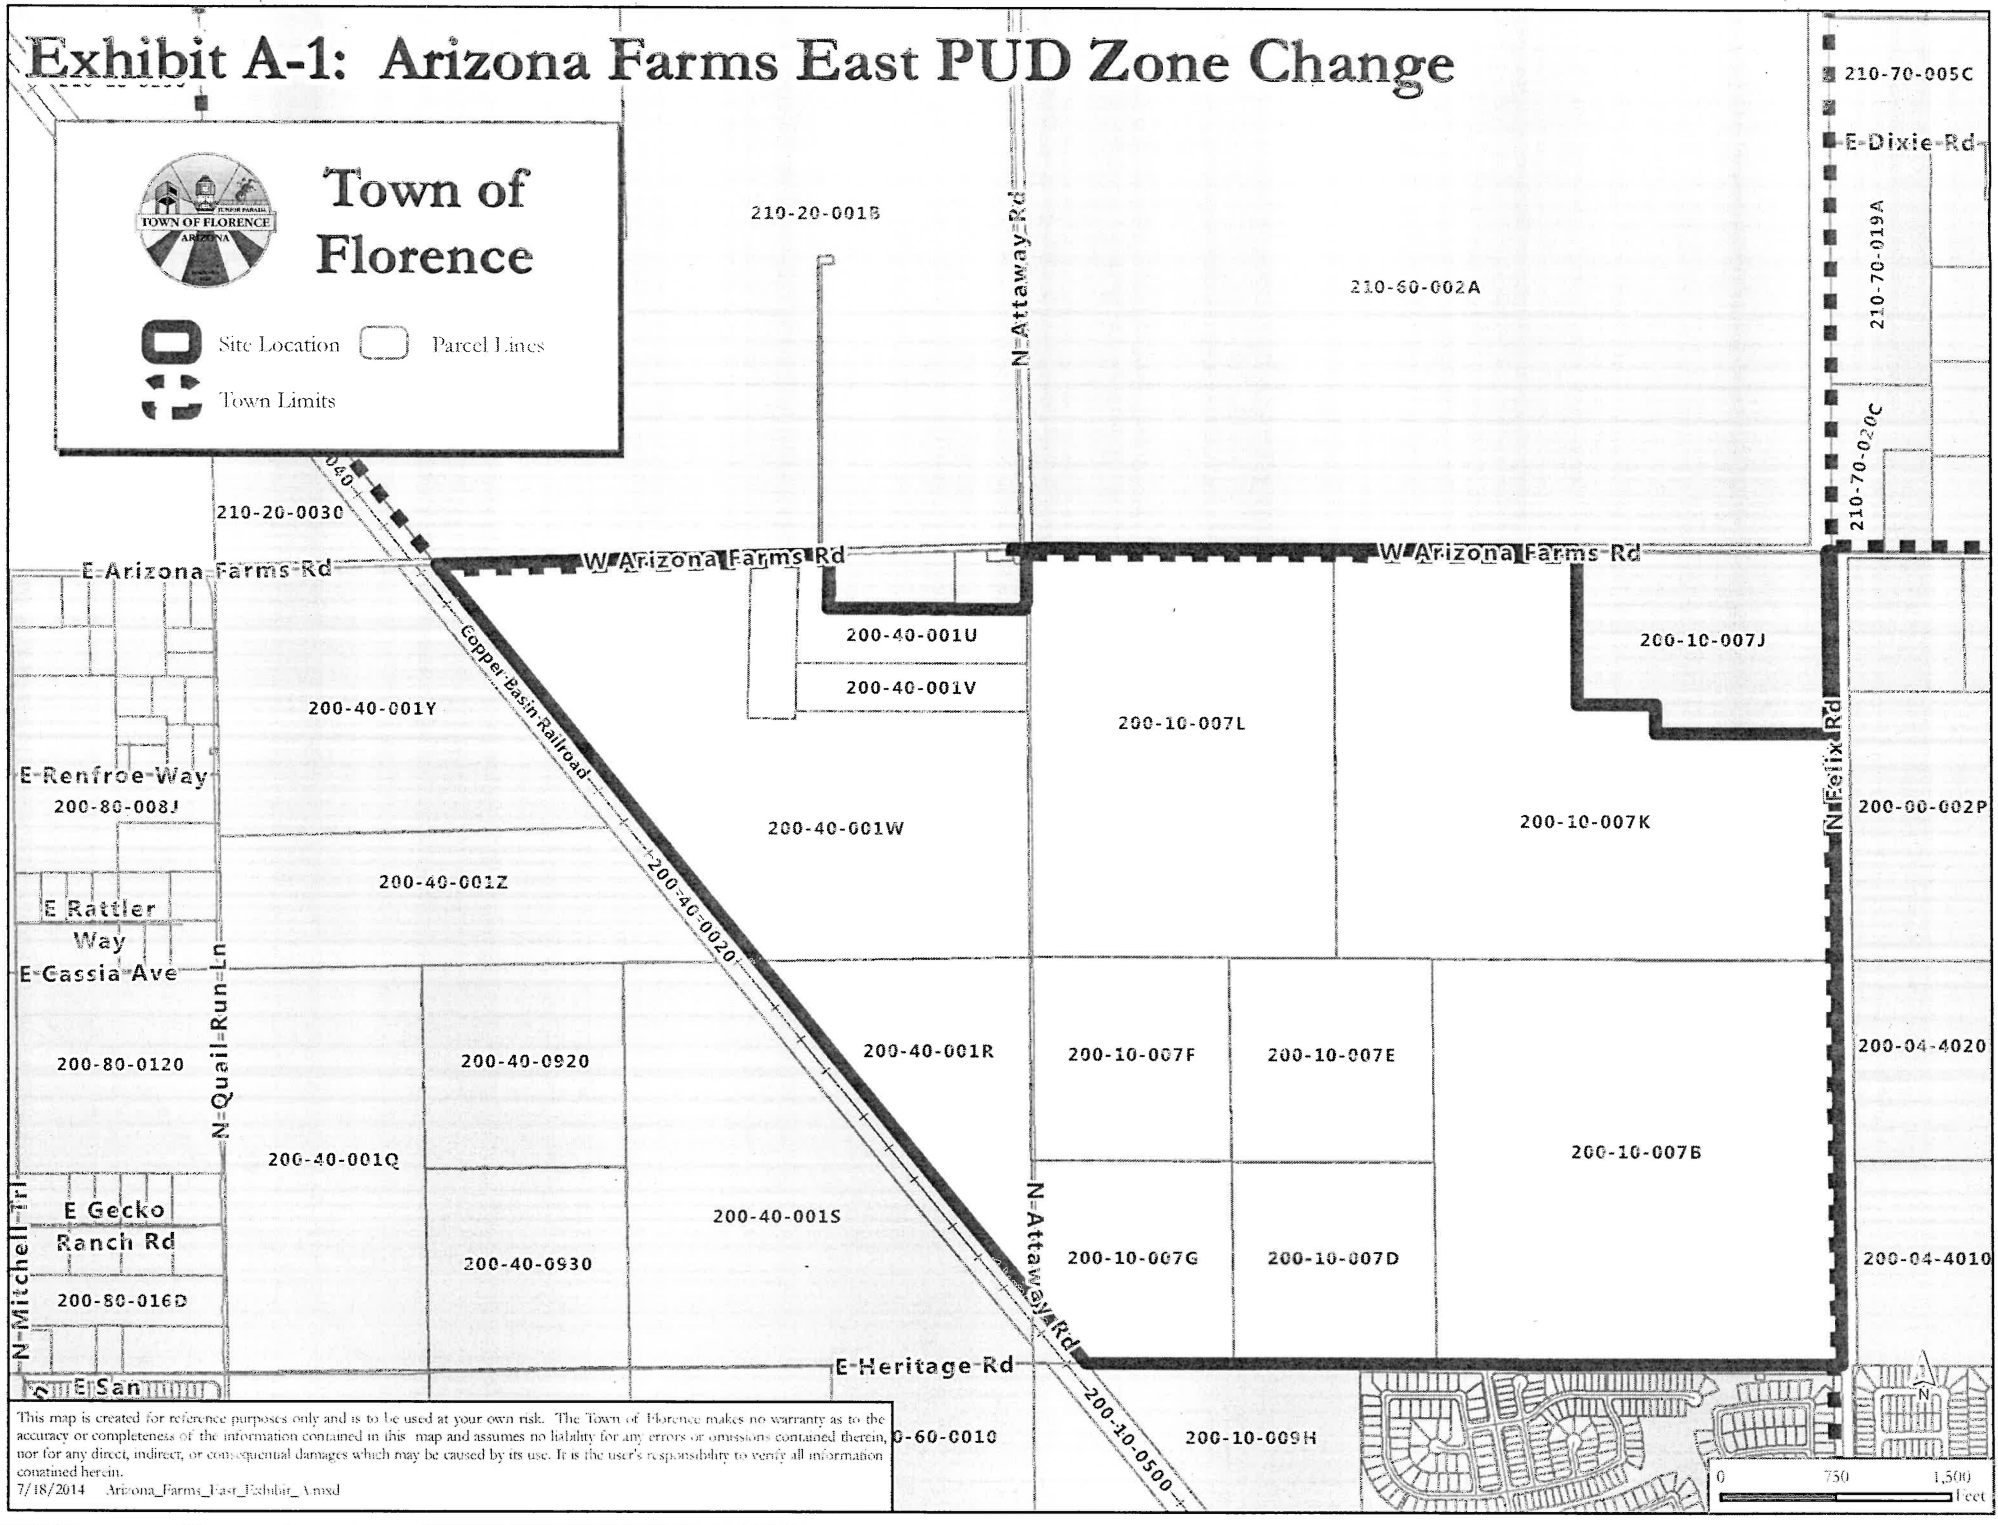 Exhibit A-1: Arizona Farms East PUD Zone Change
Town of
Florence
TOWN OF FLORENCE
ARIZONA
Site Location
Parcel Lines
Town Limits
210-70-005C
E Dixie Rd
210-70-019A
210-70-020C
210-20-001B
N Attaway Rd
210-60-002A
040
210-20-0030
E Arizona Farms Rd
W Arizona Farms Rd
W Arizona Farms Rd
200-40-001U
200-40-001V
200-10-007J
200-10-007L
Copper Basin Railroad
200-40-001Y
N Felix Rd
E Renfroe Way
200-80-008J
200-40-001W
200-10-007K
200-00-002P
200-40-001Z
200-40-0020
E Rattler
Way
E Cassia Ave
N Quail Run Ln
200-80-0120
200-40-0920
200-40-001R
200-10-007F
200-10-007E
200-04-4020
200-40-001Q
200-10-007B
N Mitchell Trl
E Gecko
Ranch Rd
200-40-001S
N Attaway Rd
200-10-007G
200-10-007D
200-04-4010
200-40-0930
200-80-016D
E Heritage Rd
E San
N
0-60-0010
200-10-0500
200-10-009H
This map is created for reference purposes only and is to be used at your own risk. The Town of Florence makes no warranty as to the
accuracy or completeness of the information contained in this map and assumes no liability for any errors or omissions contained therein,
nor for any direct, indirect, or consequential damages which may be caused by its use. It is the user's responsibility to verify all information
conatined herein.
7/18/2014 Arizona_Farms_East_Exhibit_A.mxd
0 750 1,500
Feet